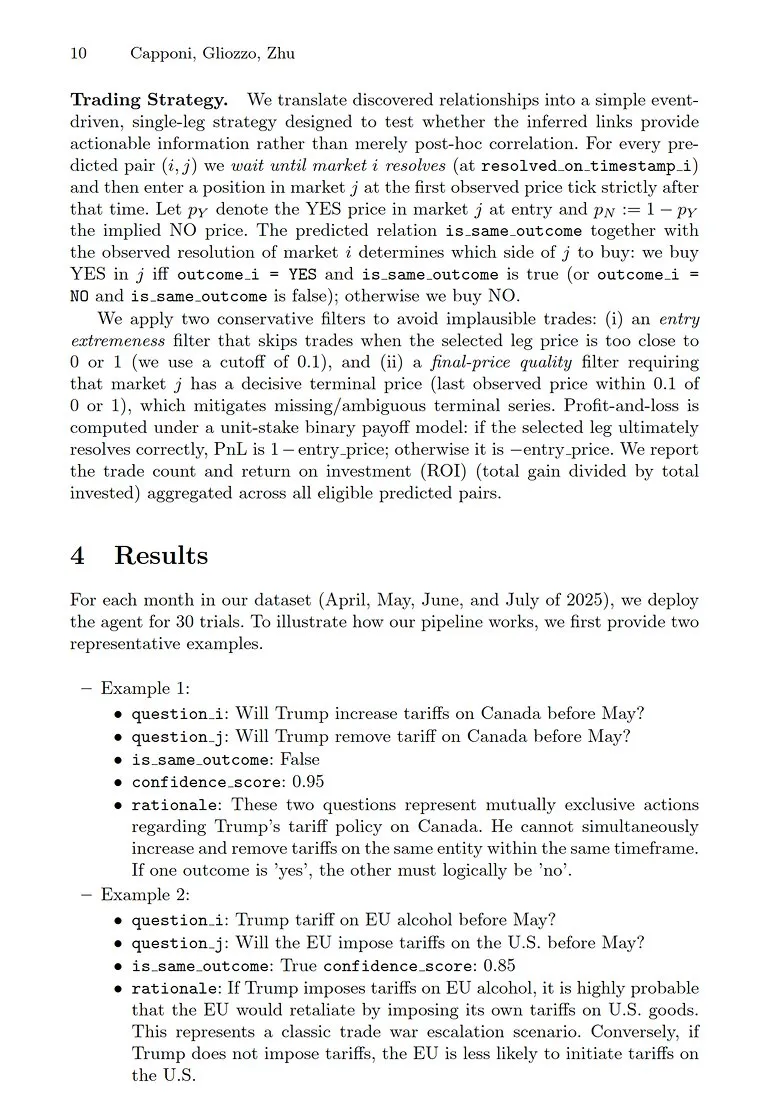 10 Capponi, Gliozzo, Zhu
Trading Strategy. We translate discovered relationships into a simple event-
driven, single-leg strategy designed to test whether the inferred links provide
actionable information rather than merely post-hoc correlation. For every pre-
dicted pair (i, j) we wait until market i resolves (at resolved_on_timestamp_i)
and then enter a position in market j at the first observed price tick strictly after
that time. Let pY denote the YES price in market j at entry and pN := 1 − pY
the implied NO price. The predicted relation is_same_outcome together with
the observed resolution of market i determines which side of j to buy: we buy
YES in j iff outcome_i = YES and is_same_outcome is true (or outcome_i =
NO and is_same_outcome is false); otherwise we buy NO.
We apply two conservative filters to avoid implausible trades: (i) an entry
extremeness filter that skips trades when the selected leg price is too close to
0 or 1 (we use a cutoff of 0.1), and (ii) a final-price quality filter requiring
that market j has a decisive terminal price (last observed price within 0.1 of
0 or 1), which mitigates missing/ambiguous terminal series. Profit-and-loss is
computed under a unit-stake binary payoff model: if the selected leg ultimately
resolves correctly, PnL is 1 − entry_price; otherwise it is −entry_price. We report
the trade count and return on investment (ROI) (total gain divided by total
invested) aggregated across all eligible predicted pairs.
4 Results
For each month in our dataset (April, May, June, and July of 2025), we deploy
the agent for 30 trials. To illustrate how our pipeline works, we first provide two
representative examples.
– Example 1:
• question_i: Will Trump increase tariffs on Canada before May?
• question_j: Will Trump remove tariff on Canada before May?
• is_same_outcome: False
• confidence_score: 0.95
• rationale: These two questions represent mutually exclusive actions
regarding Trump's tariff policy on Canada. He cannot simultaneously
increase and remove tariffs on the same entity within the same timeframe.
If one outcome is 'yes', the other must logically be 'no'.
– Example 2:
• question_i: Trump tariff on EU alcohol before May?
• question_j: Will the EU impose tariffs on the U.S. before May?
• is_same_outcome: True confidence_score: 0.85
• rationale: If Trump imposes tariffs on EU alcohol, it is highly probable
that the EU would retaliate by imposing its own tariffs on U.S. goods.
This represents a classic trade war escalation scenario. Conversely, if
Trump does not impose tariffs, the EU is less likely to initiate tariffs on
the U.S.